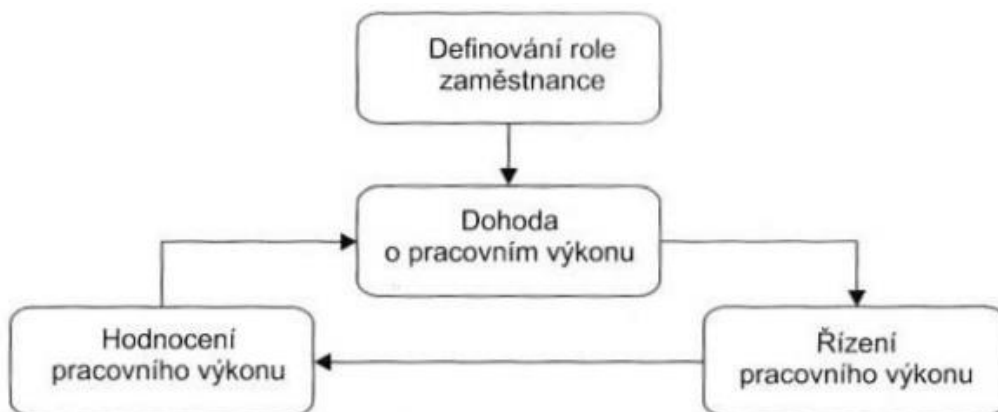 Definování role
zaměstnance
Dohoda
o pracovním výkonu
Hodnocení
pracovního výkonu
Řízení
pracovního výkonu